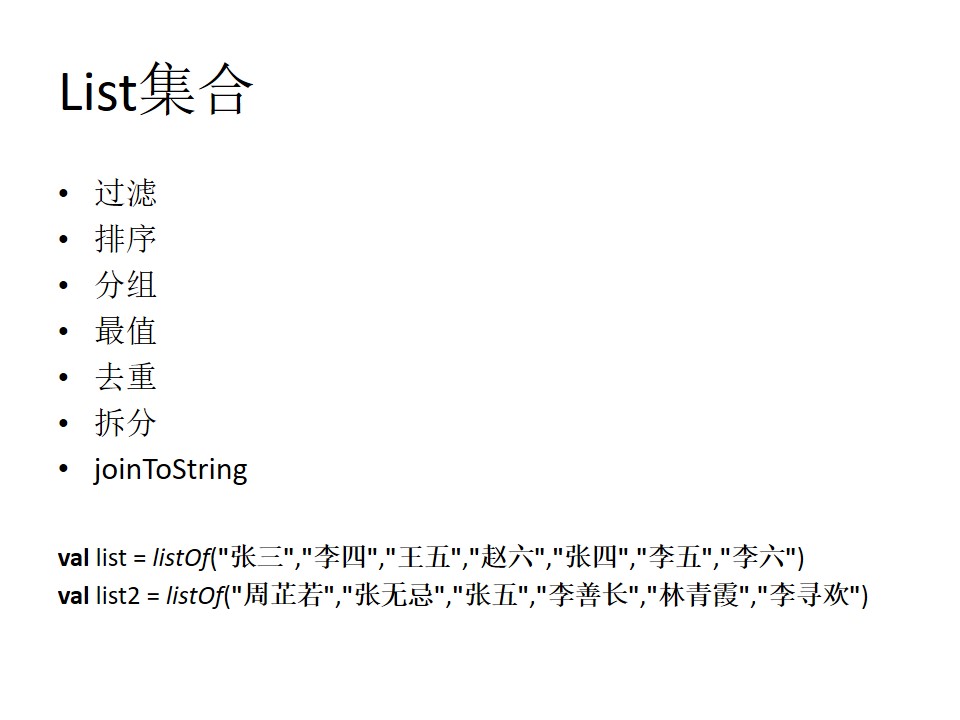 List集合
• 过滤
• 排序
• 分组
• 最值
• 去重
• 拆分
• joinToString
val list = listOf("张三","李四","王五","赵六","张四","李五","李六")
val list2 = listOf("周芷若","张无忌","张五","李善长","林青霞","李寻欢")